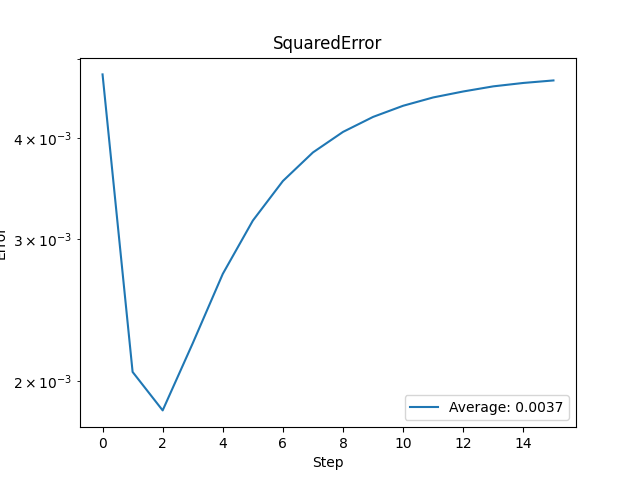 SquaredError
Error
4 × 10⁻³
3 × 10⁻³
2 × 10⁻³
Average: 0.0037
0 2 4 6 8 10 12 14
Step